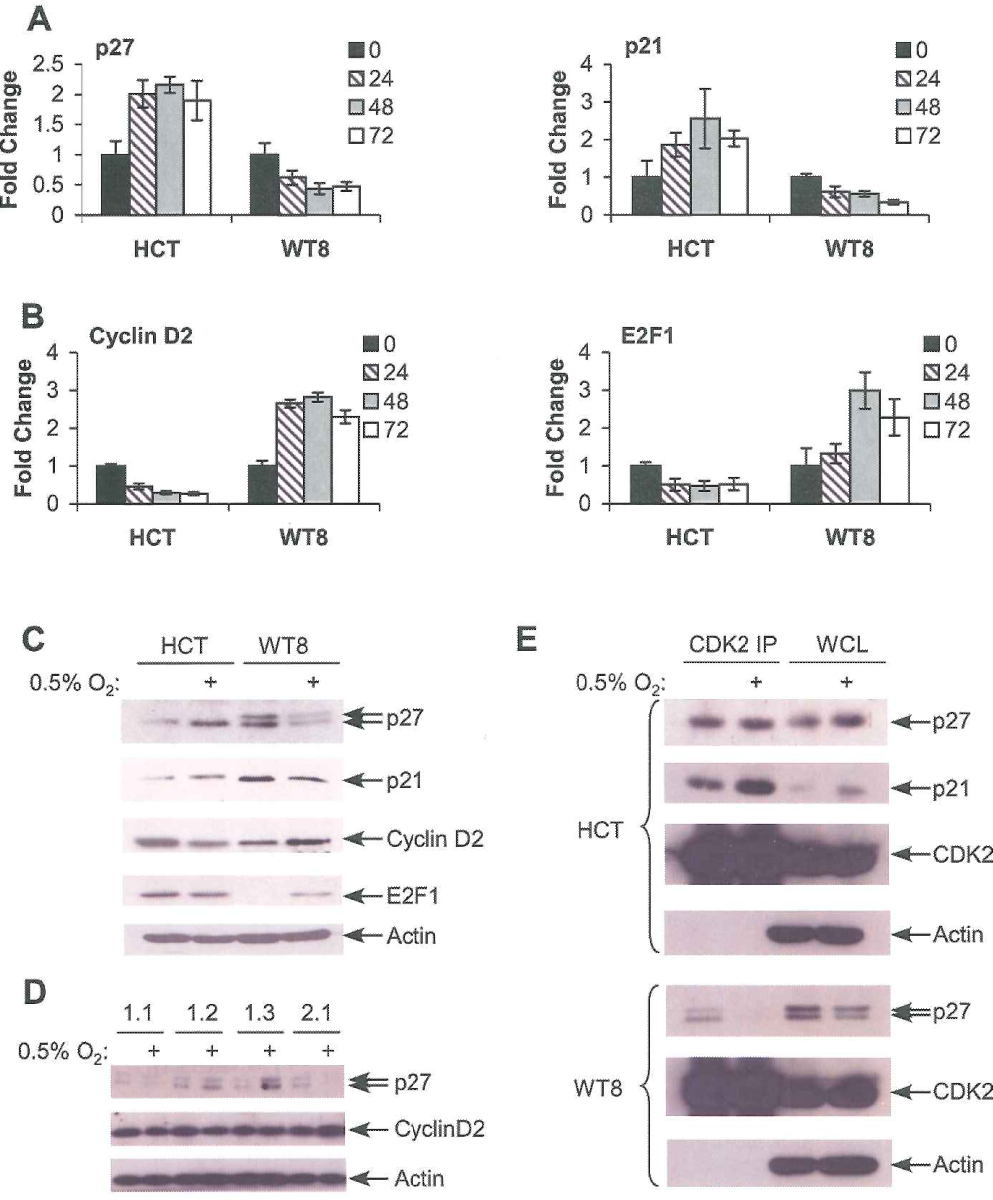 A
p27
Fold Change
2.5
2
1.5
1
0.5
0
0
24
48
72
HCT
WT8
p21
Fold Change
4
3
2
1
0
0
24
48
72
HCT
WT8
B
Cyclin D2
Fold Change
4
3
2
1
0
0
24
48
72
HCT
WT8
E2F1
Fold Change
4
3
2
1
0
0
24
48
72
HCT
WT8
C
HCT WT8
0.5% O2: + +
p27
p21
Cyclin D2
E2F1
Actin
D
1.1 1.2 1.3 2.1
0.5% O2: + + + +
p27
CyclinD2
Actin
E
CDK2 IP WCL
0.5% O2: + +
HCT
p27
p21
CDK2
Actin
WT8
p27
CDK2
Actin